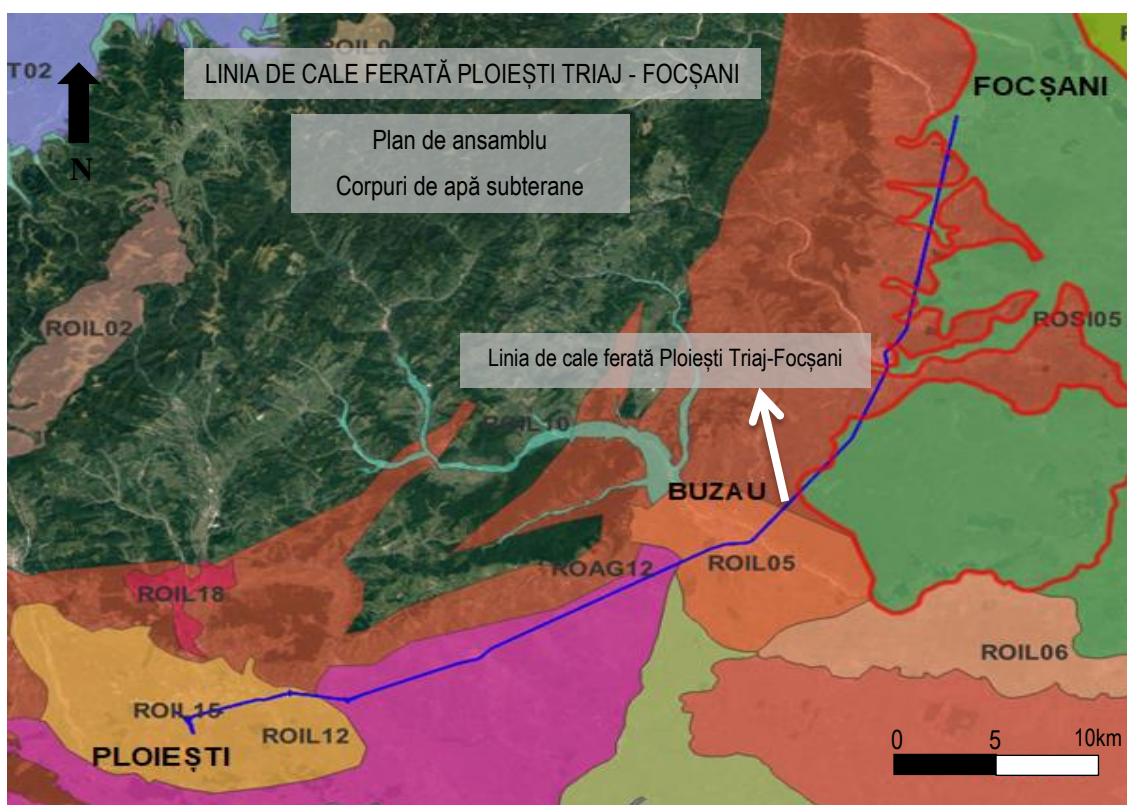 T02
ROIL0
LINIA DE CALE FERATĂ PLOIEȘTI TRIAJ - FOCȘANI
FOCȘANI
Plan de ansamblu
Corpuri de apă subterane
N
ROIL02
ROSI05
Linia de cale ferată Ploiești Triaj-Focșani
ROIL10
BUZAU
ROAG12
ROIL05
ROIL18
ROIL06
ROIL15
ROIL12
PLOIEȘTI
0 5 10km